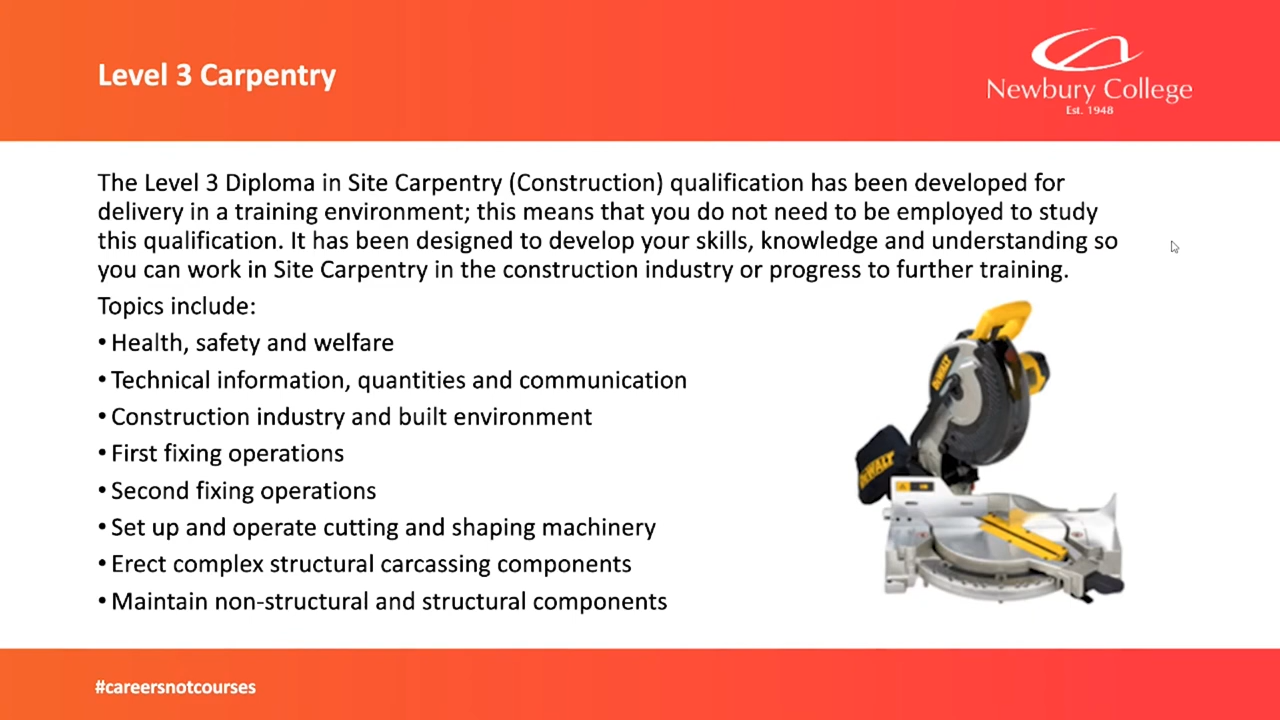 Level 3 Carpentry
Newbury College
Est. 1948
The Level 3 Diploma in Site Carpentry (Construction) qualification has been developed for
delivery in a training environment; this means that you do not need to be employed to study
this qualification. It has been designed to develop your skills, knowledge and understanding so
you can work in Site Carpentry in the construction industry or progress to further training.
Topics include:
• Health, safety and welfare
• Technical information, quantities and communication
• Construction industry and built environment
• First fixing operations
• Second fixing operations
• Set up and operate cutting and shaping machinery
• Erect complex structural carcassing components
• Maintain non-structural and structural components
DEWALT
DEWALT
#careersnotcourses